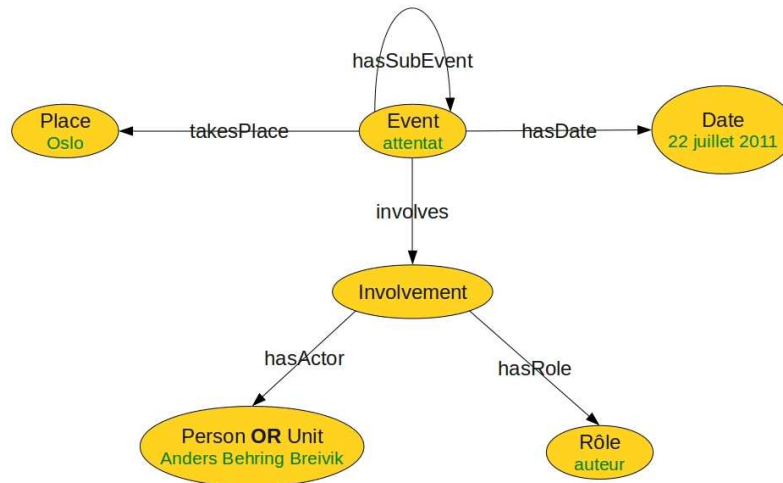 hasSubEvent
Place
Oslo
takesPlace
Event
attentat
hasDate
Date
22 juillet 2011
involves
Involvement
hasActor
hasRole
Person OR Unit
Anders Behring Breivik
Rôle
auteur